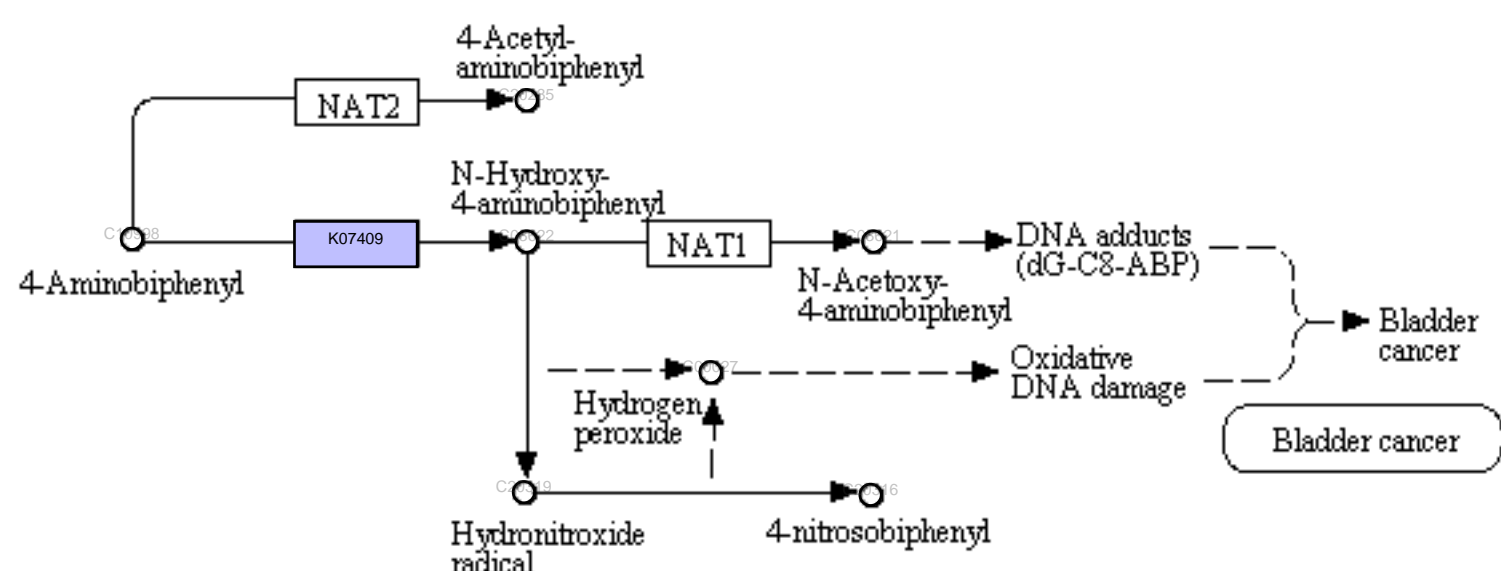 4-Acetyl-
aminobiphenyl
NAT2
N-Hydroxy-
4-aminobiphenyl
K07409
4-Aminobiphenyl
NAT1
N-Acetoxy-
4-aminobiphenyl
DNA adducts
(dG-C8-ABP)
Bladder
cancer
Oxidative
DNA damage
Hydrogen
peroxide
Bladder cancer
Hydronitroxide
radical
4-nitrosobiphenyl